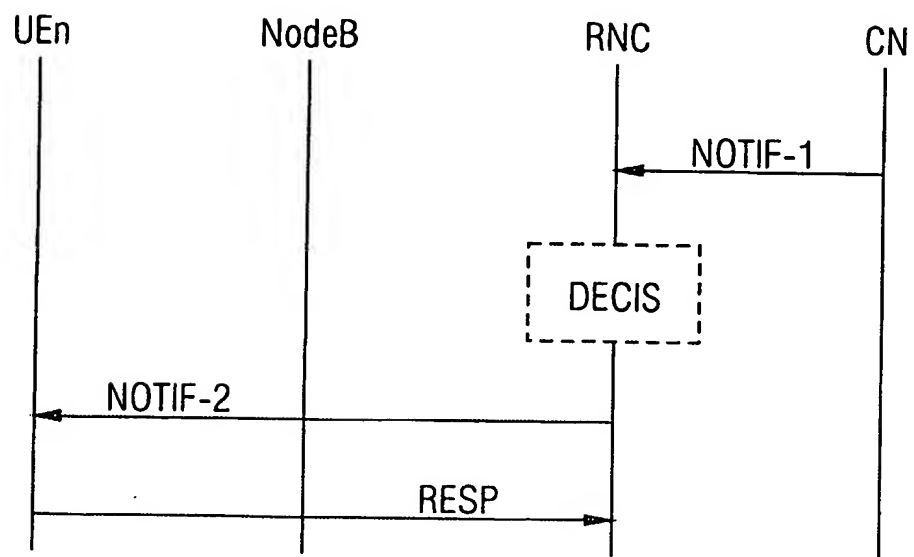 UEn
NodeB
RNC
CN
NOTIF-1
DECIS
NOTIF-2
RESP